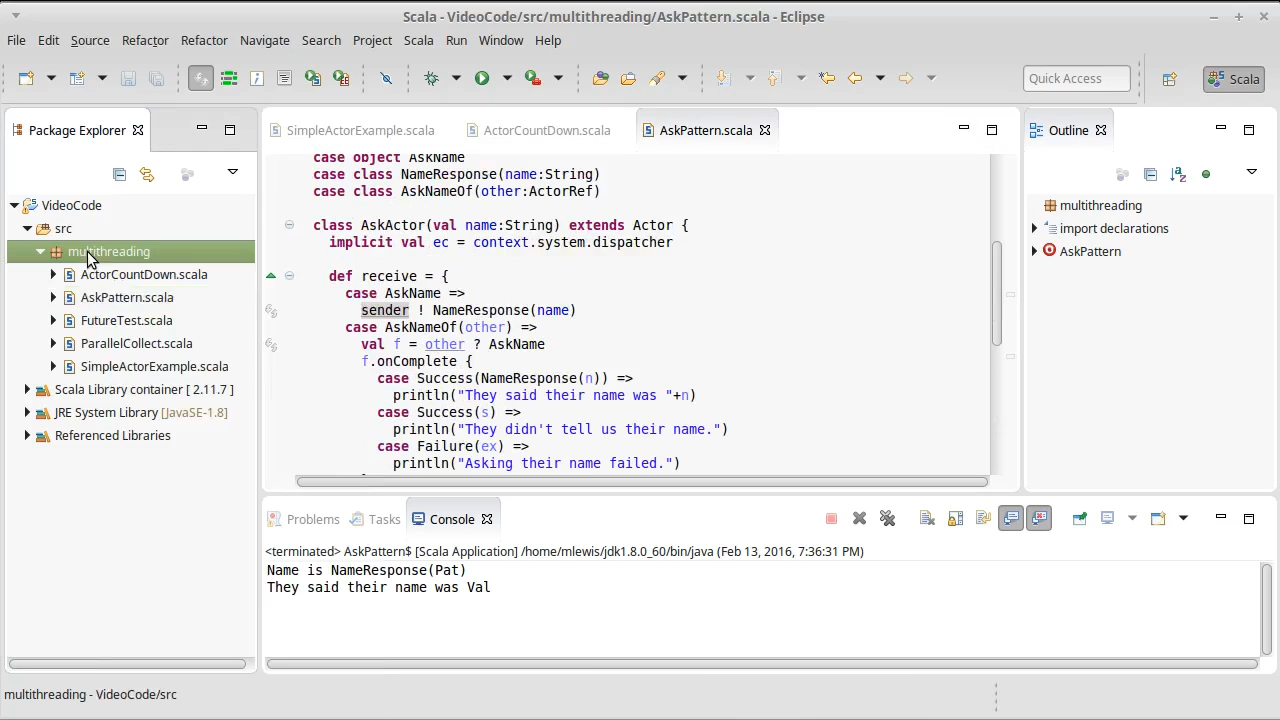 Scala - VideoCode/src/multithreading/AskPattern.scala - Eclipse
File Edit Source Refactor Refactor Navigate Search Project Scala Run Window Help
Quick Access
Scala
Package Explorer
VideoCode
src
multithreading
ActorCountDown.scala
AskPattern.scala
FutureTest.scala
ParallelCollect.scala
SimpleActorExample.scala
Scala Library container [ 2.11.7 ]
JRE System Library [JavaSE-1.8]
Referenced Libraries
SimpleActorExample.scala ActorCountDown.scala AskPattern.scala
case object AskName
case class NameResponse(name:String)
case class AskNameOf(other:ActorRef)
class AskActor(val name:String) extends Actor {
implicit val ec = context.system.dispatcher
def receive = {
case AskName =>
sender ! NameResponse(name)
case AskNameOf(other) =>
val f = other ? AskName
f.onComplete {
case Success(NameResponse(n)) =>
println("They said their name was "+n)
case Success(s) =>
println("They didn't tell us their name.")
case Failure(ex) =>
println("Asking their name failed.")
Outline
multithreading
import declarations
AskPattern
Problems Tasks Console
<terminated> AskPattern$ [Scala Application] /home/mlewis/jdk1.8.0_60/bin/java (Feb 13, 2016, 7:36:31 PM)
Name is NameResponse(Pat)
They said their name was Val
multithreading - VideoCode/src